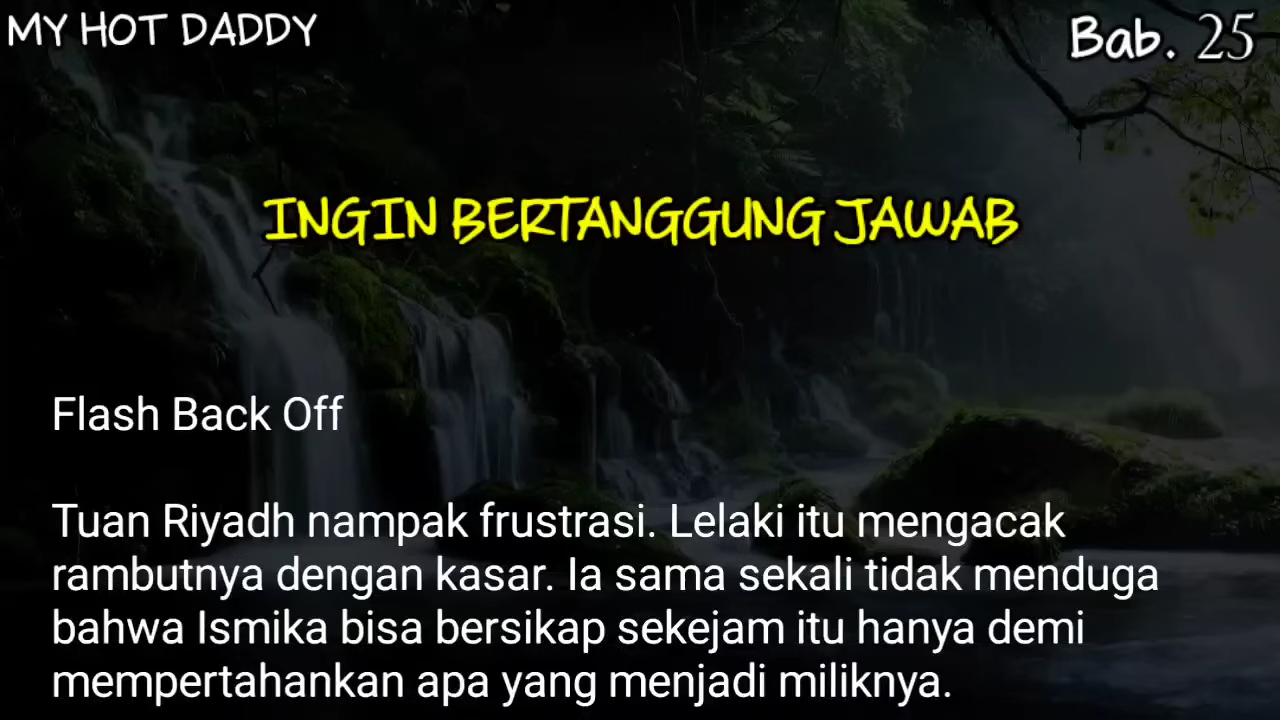 MY HOT DADDY
Bab. 25
INGIN BERTANGGUNG JAWAB
Flash Back Off
Tuan Riyadh nampak frustrasi. Lelaki itu mengacak
rambutnya dengan kasar. Ia sama sekali tidak menduga
bahwa Ismika bisa bersikap sekejam itu hanya demi
mempertahankan apa yang menjadi miliknya.